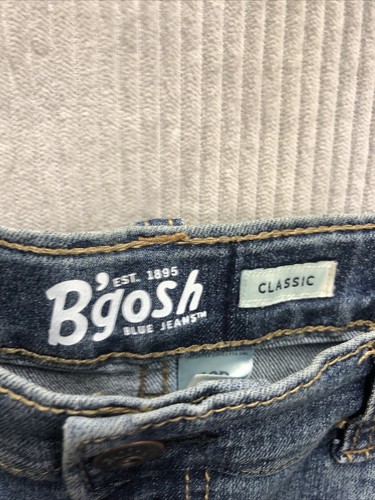 EST. 1895
B'gosh
BLUE JEANS™
CLASSIC